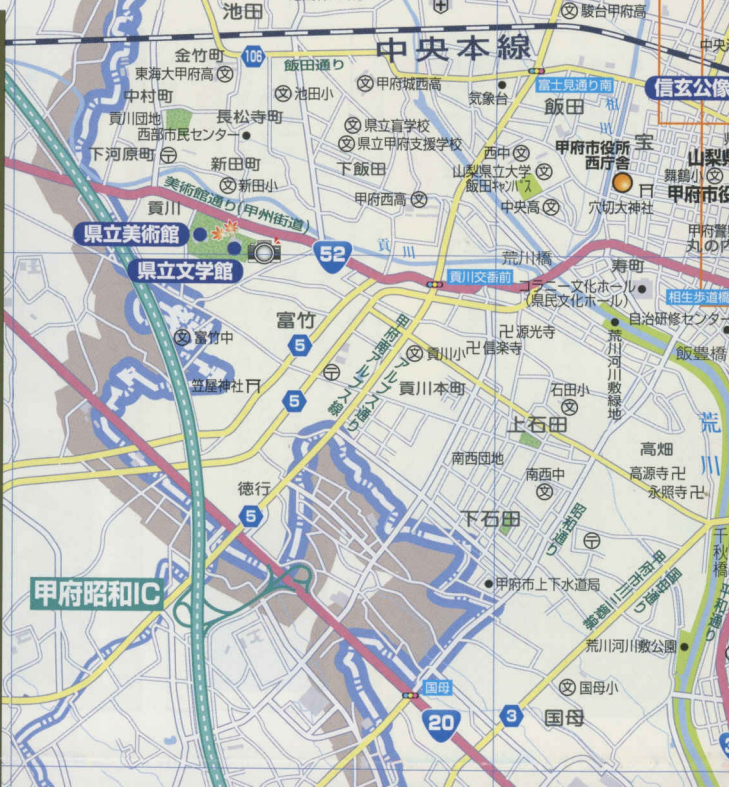 池田
駿台甲府高
中央本線
金竹町
106
飯田通り
東海大甲府高
中村町
池田小
甲府城西高
気象台
富士見通り南
飯田
相川
信玄公像
貢川団地
長松寺町
西部市民センター
県立盲学校
県立甲府支援学校
下河原町
新田町
下飯田
西中
甲府市役所
西庁舎
宝
山梨県立大学
飯田キャンパス
舞鶴小
新田小
美術館通り(甲州街道)
甲府西高
中央高
穴切大神社
貢川
県立美術館
県立文学館
52
貢川
荒川橋
寿町
貢川交番前
コラニー文化ホール
(県民文化ホール)
相生歩道橋
自治研修センター
富竹
5
富竹中
甲府南アルプス線
アルプス通り
貢川小
源光寺
信楽寺
荒川河川敷緑地
飯豊橋
笠屋神社
5
貢川本町
石田小
上石田
荒川
高畑
南西団地
南西中
高源寺
永照寺
徳行
5
下石田
昭和通り
千秋橋
甲府昭和IC
甲府市上下水道局
国母通り
甲府市川三郷線
平和通り
荒川河川敷公園
国母
国母小
20
3
国母